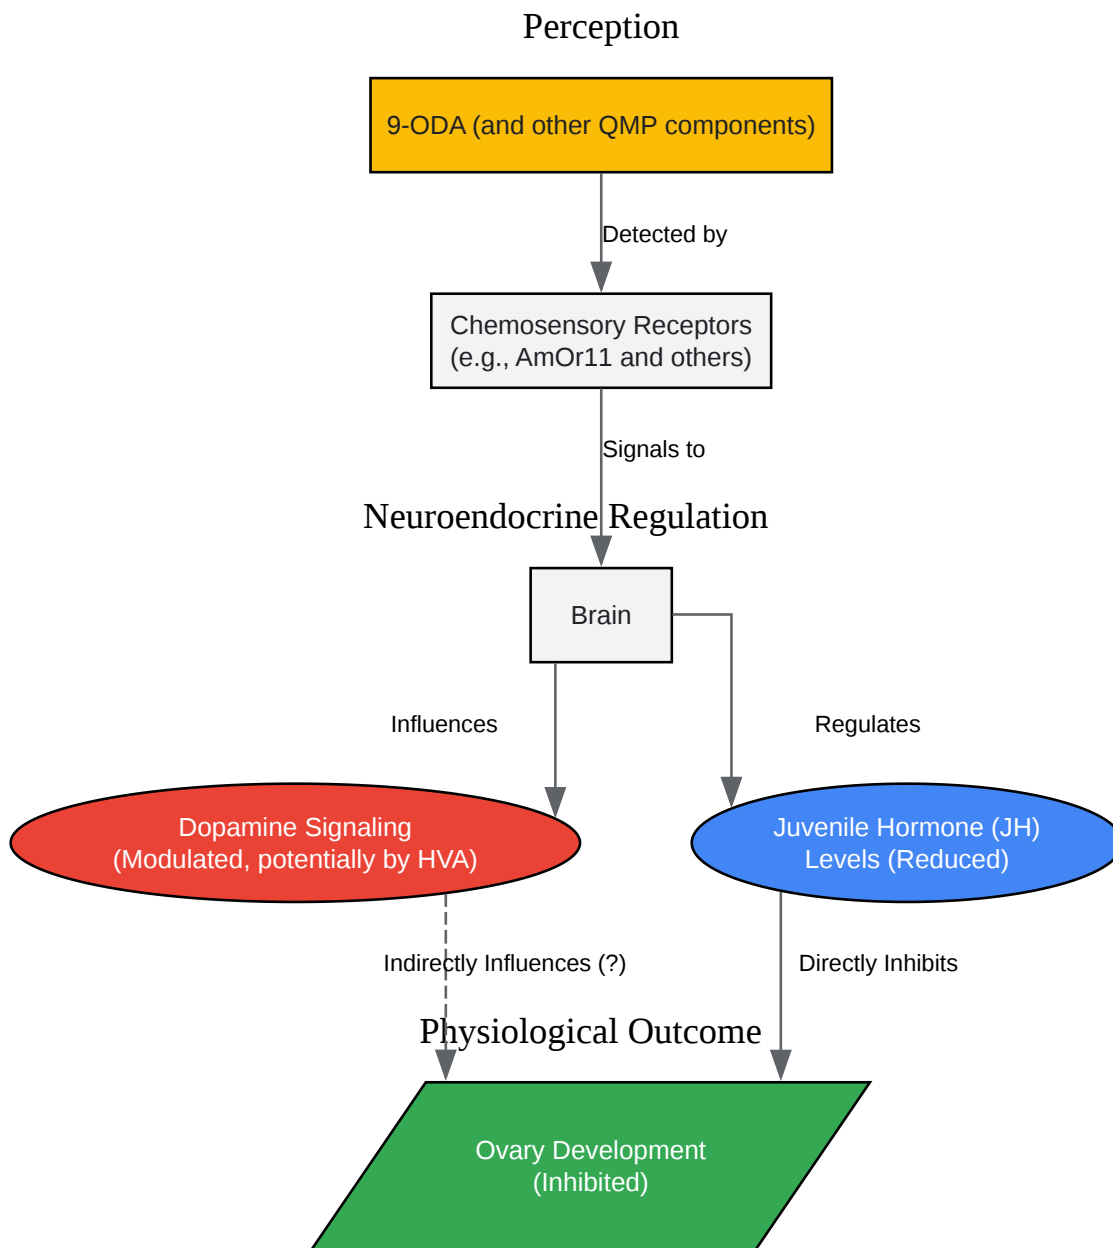 Perception
9-ODA (and other QMP components)
Detected by
Chemosensory Receptors
(e.g., AmOr11 and others)
Signals to
Neuroendocrine Regulation
Brain
Influences
Regulates
Dopamine Signaling
(Modulated, potentially by HVA)
Juvenile Hormone (JH)
Levels (Reduced)
Indirectly Influences (?)
Directly Inhibits
Physiological Outcome
Ovary Development
(Inhibited)